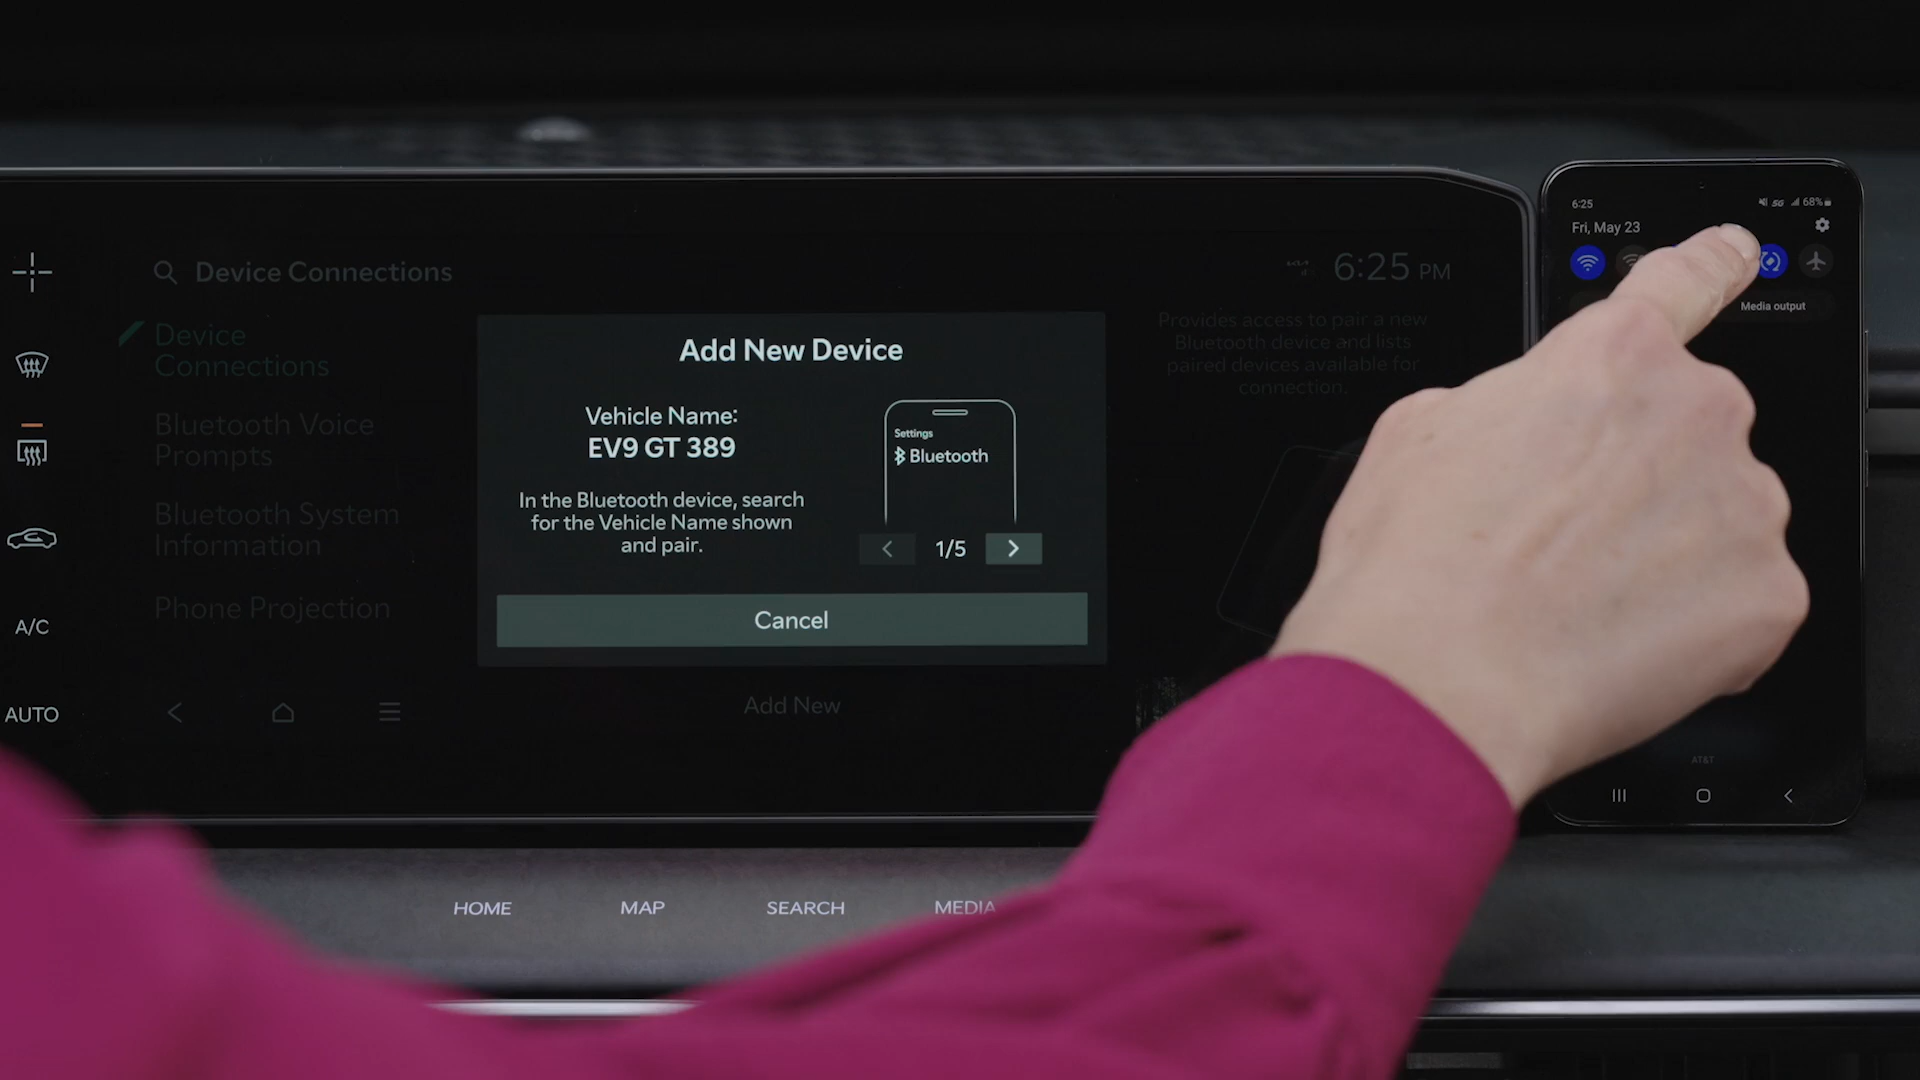 Device Connections
6:25 PM
Device
Connections
Bluetooth Voice
Prompts
Bluetooth System
Information
Phone Projection
A/C
AUTO
Add New Device
Vehicle Name:
EV9 GT 389
In the Bluetooth device, search
for the Vehicle Name shown
and pair.
Settings
Bluetooth
1/5
Cancel
Add New
Provides access to pair a new
Bluetooth device and lists
paired devices available for
connection.
HOME
MAP
SEARCH
MEDIA
6:25
5G
68%
Fri, May 23
Media output
AT&T